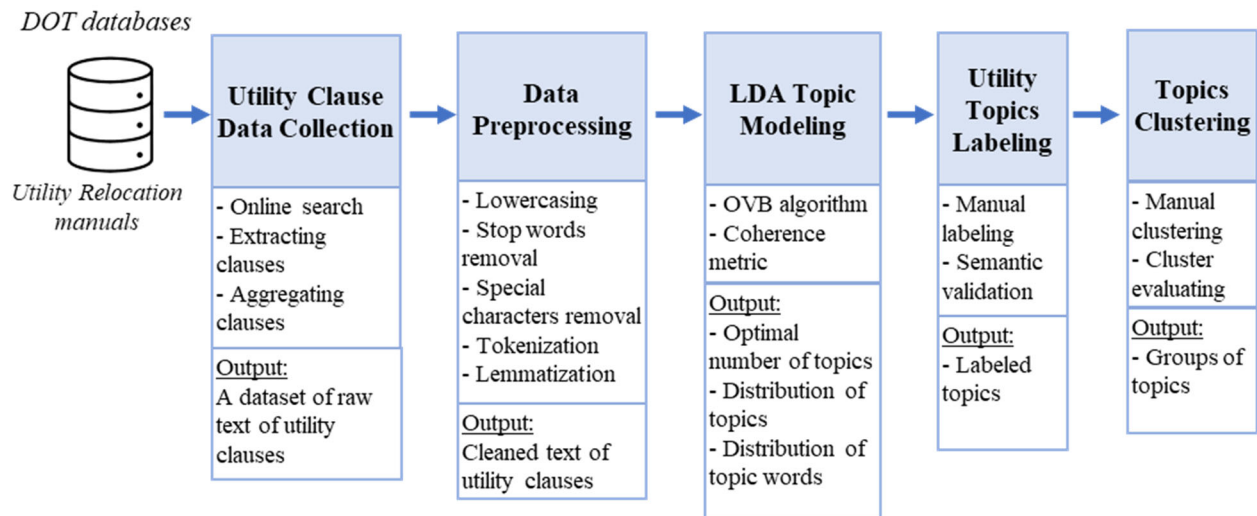 DOT databases
Utility Relocation
manuals
Utility Clause
Data Collection
- Online search
- Extracting
clauses
- Aggregating
clauses
Output:
A dataset of raw
text of utility
clauses
Data
Preprocessing
- Lowercasing
- Stop words
removal
- Special
characters removal
- Tokenization
- Lemmatization
Output:
Cleaned text of
utility clauses
LDA Topic
Modeling
- OVB algorithm
- Coherence
metric
Output:
- Optimal
number of topics
- Distribution of
topics
- Distribution of
topic words
Utility
Topics
Labeling
- Manual
labeling
- Semantic
validation
Output:
- Labeled
topics
Topics
Clustering
- Manual
clustering
- Cluster
evaluating
Output:
- Groups of
topics